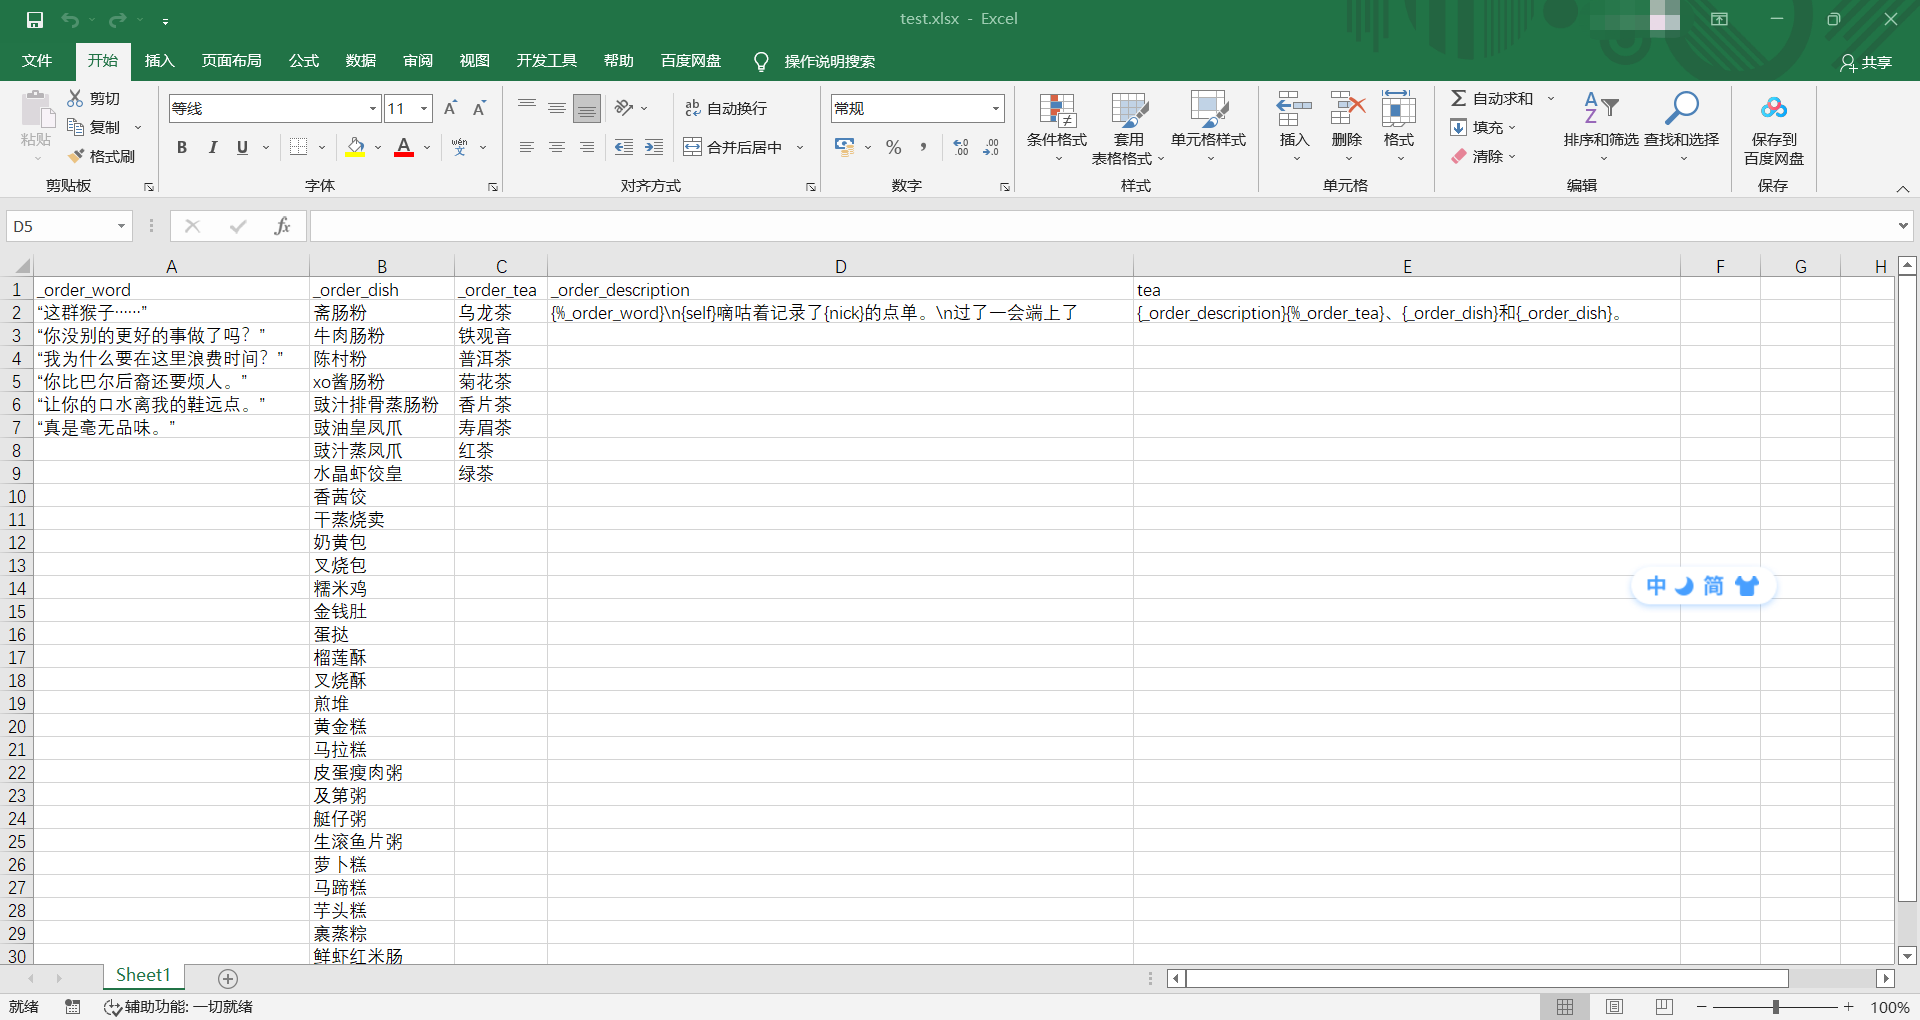 test.xlsx - Excel
文件 开始 插入 页面布局 公式 数据 审阅 视图 开发工具 帮助 百度网盘 操作说明搜索 共享
粘贴 剪切 复制 格式刷 剪贴板
等线 11 B I U A wén 文 字体
ab 自动换行 合并后居中 对齐方式
常规 % 数字
条件格式 套用 表格格式 单元格样式 样式
插入 删除 格式 单元格
自动求和 填充 清除 排序和筛选 查找和选择 编辑
保存到 百度网盘 保存
D5 fx
A B C D E F G H
1 _order_word _order_dish _order_tea _order_description tea
2 “这群猴子……” 斋肠粉 乌龙茶 {%_order_word}\n{self}嘀咕着记录了{nick}的点单。\n过了一会端上了 {_order_description}{%_order_tea}、{_order_dish}和{_order_dish}。
3 “你没别的更好的事做了吗？” 牛肉肠粉 铁观音
4 “我为什么要在这里浪费时间？” 陈村粉 普洱茶
5 “你比巴尔后裔还要烦人。” xo酱肠粉 菊花茶
6 “让你的口水离我的鞋远点。” 豉汁排骨蒸肠粉 香片茶
7 “真是毫无品味。” 豉油皇凤爪 寿眉茶
8 豉汁蒸凤爪 红茶
9 水晶虾饺皇 绿茶
10 香茜饺
11 干蒸烧卖
12 奶黄包
13 叉烧包
14 糯米鸡
15 金钱肚
16 蛋挞
17 榴莲酥
18 叉烧酥
19 煎堆
20 黄金糕
21 马拉糕
22 皮蛋瘦肉粥
23 及第粥
24 艇仔粥
25 生滚鱼片粥
26 萝卜糕
27 马蹄糕
28 芋头糕
29 裹蒸粽
30 鲜虾红米肠
中 简
Sheet1
就绪 辅助功能: 一切就绪 100%